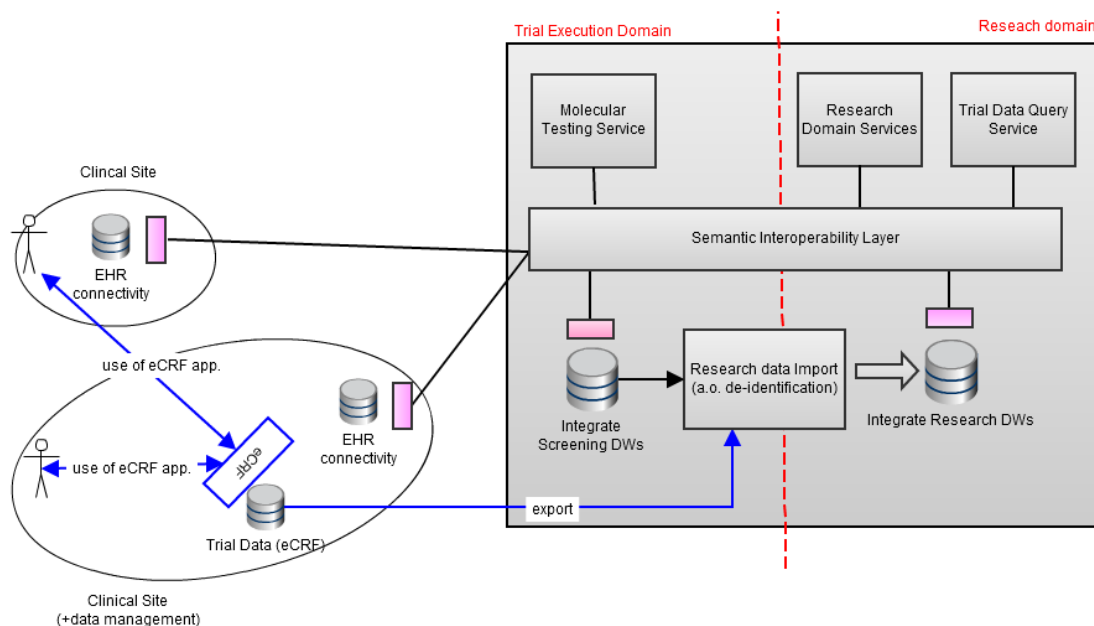 Trial Execution Domain
Reseach domain
Molecular
Testing Service
Research
Domain Services
Trial Data Query
Service
Clincal Site
Semantic Interoperability Layer
EHR
connectivity
use of eCRF app.
Research data Import
(a.o. de-identification)
Integrate
Screening DWs
Integrate Research DWs
EHR
connectivity
eCRF
use of eCRF app.
export
Trial Data (eCRF)
Clinical Site
(+data management)